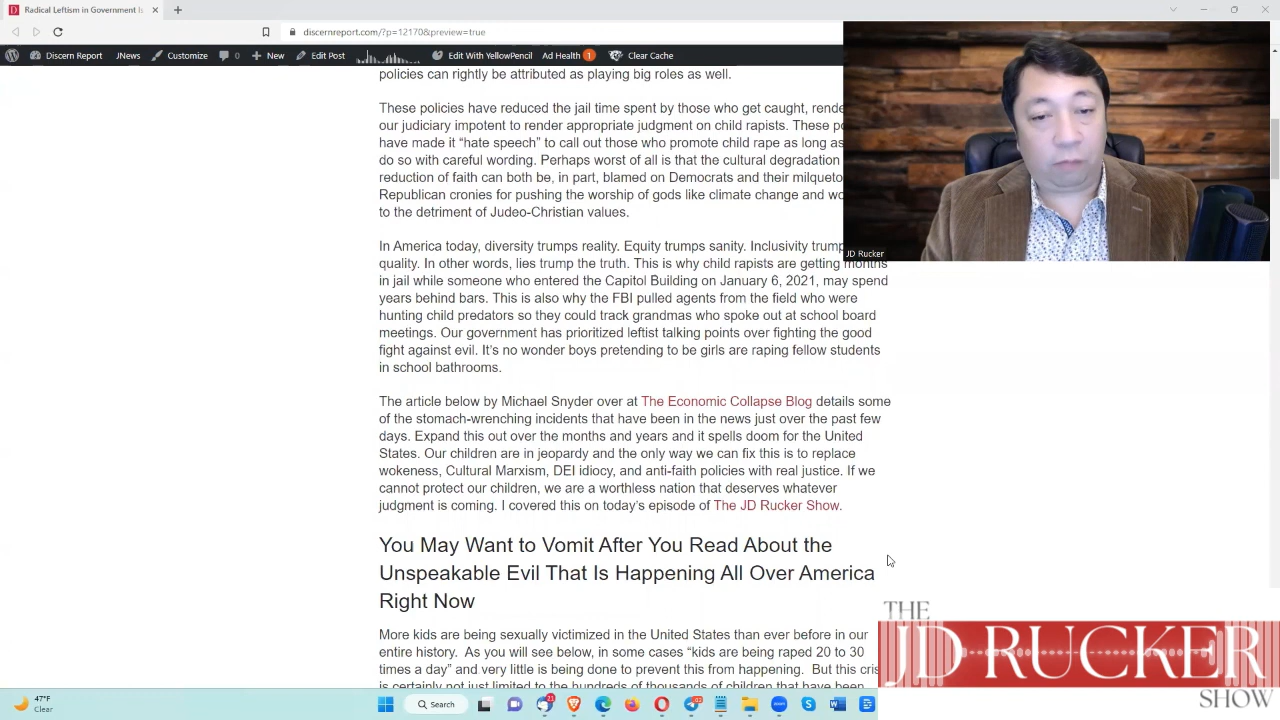 Radical Leftism in Government is
discernreport.com/?p=12170&preview=true
Discern Report JNews Customize 0 New Edit Post Edit With YellowPencil Ad Health 1 Clear Cache
policies can rightly be attributed as playing big roles as well.
These policies have reduced the jail time spent by those who get caught,
our judiciary impotent to render appropriate judgment on child rapists. These
have made it “hate speech” to call out those who promote child rape as long as
do so with careful wording. Perhaps worst of all is that the cultural degradation
reduction of faith can both be, in part, blamed on Democrats and their
Republican cronies for pushing the worship of gods like climate change and
to the detriment of Judeo-Christian values.
In America today, diversity trumps reality. Equity trumps sanity. Inclusivity
quality. In other words, lies trump the truth. This is why child rapists are getting months
in jail while someone who entered the Capitol Building on January 6, 2021, may spend
years behind bars. This is also why the FBI pulled agents from the field who were
hunting child predators so they could track grandmas who spoke out at school board
meetings. Our government has prioritized leftist talking points over fighting the good
fight against evil. It’s no wonder boys pretending to be girls are raping fellow students
in school bathrooms.
The article below by Michael Snyder over at The Economic Collapse Blog details some
of the stomach-wrenching incidents that have been in the news just over the past few
days. Expand this out over the months and years and it spells doom for the United
States. Our children are in jeopardy and the only way we can fix this is to replace
wokeness, Cultural Marxism, DEI idiocy, and anti-faith policies with real justice. If we
cannot protect our children, we are a worthless nation that deserves whatever
judgment is coming. I covered this on today’s episode of The JD Rucker Show.
You May Want to Vomit After You Read About the
Unspeakable Evil That Is Happening All Over America
Right Now
More kids are being sexually victimized in the United States than ever before in our
entire history. As you will see below, in some cases “kids are being raped 20 to 30
times a day” and very little is being done to prevent this from happening. But this
is certainly not just limited to the hundreds of thousands of children that have been
JD Rucker
THE
JD RUCKER
SHOW
47°F
Clear
Search
21